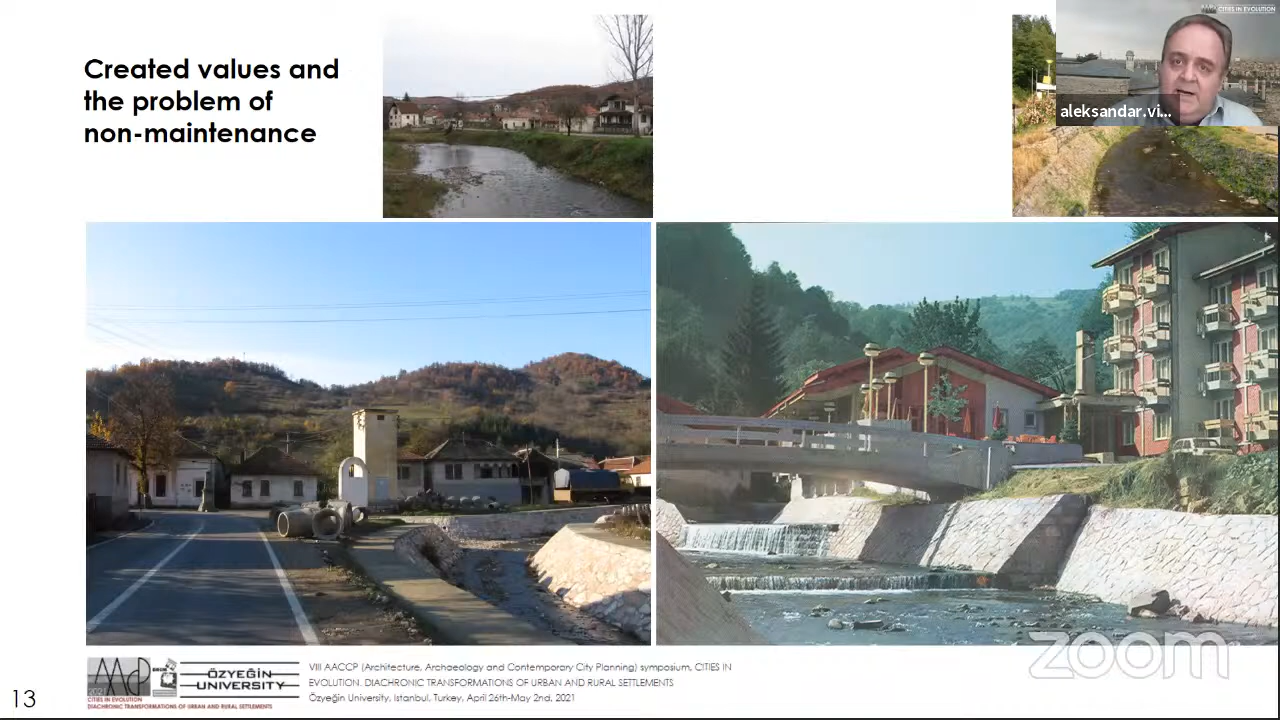 Created values and
the problem of
non-maintenance
CITIES IN EVOLUTION
aleksandar.vi...
zoom
13
AACP
CITIES IN EVOLUTION
DIACHRONIC TRANSFORMATIONS OF URBAN AND RURAL SETTLEMENTS
ÖZYEĞİN
UNIVERSITY
VIII AACCP (Architecture, Archaeology and Contemporary City Planning) symposium, CITIES IN
EVOLUTION. DIACHRONIC TRANSFORMATIONS OF URBAN AND RURAL SETTLEMENTS
Özyeğin University, Istanbul, Turkey, April 26th-May 2nd, 2021